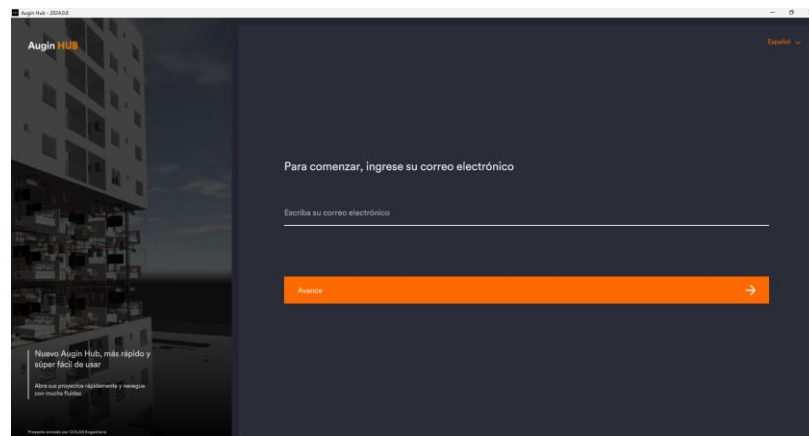 Augin Hub - 2024.0.6
Augin HUB
Español
Para comenzar, ingrese su correo electrónico
Escriba su correo electrónico
Avance
Nuevo Augin Hub, más rápido y
súper fácil de usar
Abra sus proyectos rápidamente y navegue
con mucha fluidez.
Proyecto enviado por COLAB Engenharia